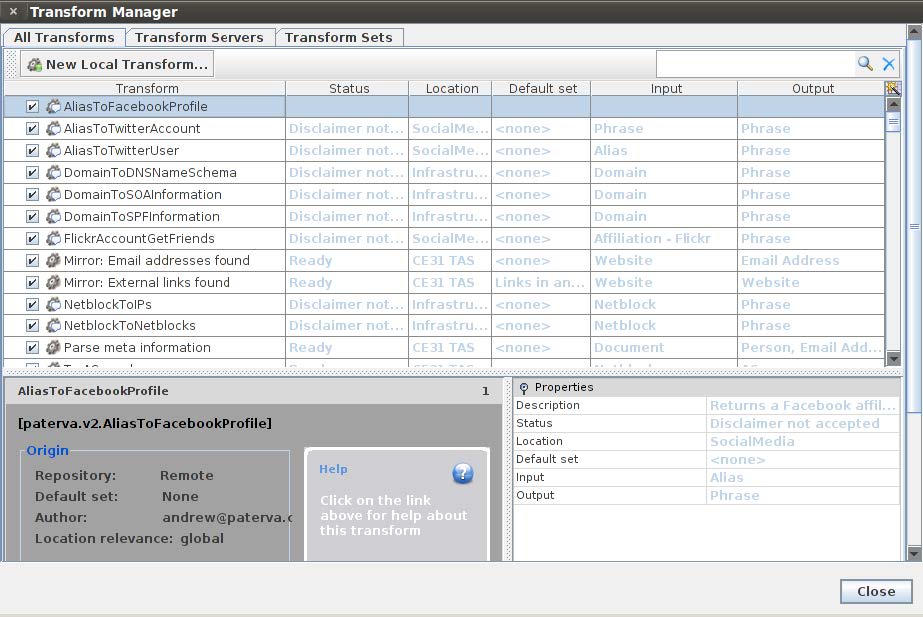 Transform Manager
All Transforms Transform Servers Transform Sets
New Local Transform...
Transform Status Location Default set Input Output
AliasToFacebookProfile
AliasToTwitterAccount Disclaimer not... SocialMe... <none> Phrase Phrase
AliasToTwitterUser Disclaimer not... SocialMe... <none> Alias Phrase
DomainToDNSNameSchema Disclaimer not... Infrastru... <none> Domain Phrase
DomainToSOAInformation Disclaimer not... Infrastru... <none> Domain Phrase
DomainToSPFInformation Disclaimer not... Infrastru... <none> Domain Phrase
FlickrAccountGetFriends Disclaimer not... SocialMe... <none> Affiliation - Flickr Phrase
Mirror: Email addresses found Ready CE31 TAS <none> Website Email Address
Mirror: External links found Ready CE31 TAS Links in an... Website Website
NetblockToIPs Disclaimer not... Infrastru... <none> Netblock Phrase
NetblockToNetblocks Disclaimer not... Infrastru... <none> Netblock Phrase
Parse meta information Ready CE31 TAS <none> Document Person, Email Add...
AliasToFacebookProfile 1
[paterva.v2.AliasToFacebookProfile]
Origin
Repository: Remote
Default set: None
Author: andrew@paterva.c
Location relevance: global
Help
?
Click on the link
above for help about
this transform
Properties
Description Returns a Facebook affil...
Status Disclaimer not accepted
Location SocialMedia
Default set <none>
Input Alias
Output Phrase
Close